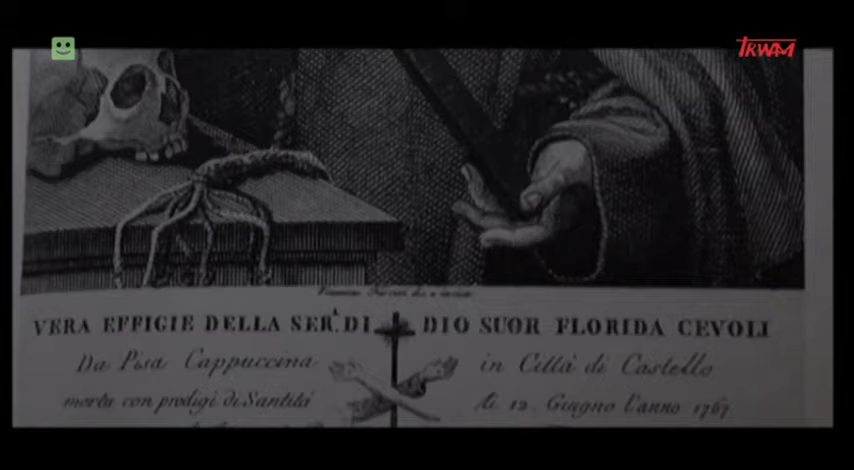 TRWAM
VERA EFFIGIE DELLA SER.ᴬ DI DIO SUOR FLORIDA CEVOLI
Da Pisa Cappuccina in Città di Castello
morta con prodigi di Santità li 12. Giugno l'anno 1767